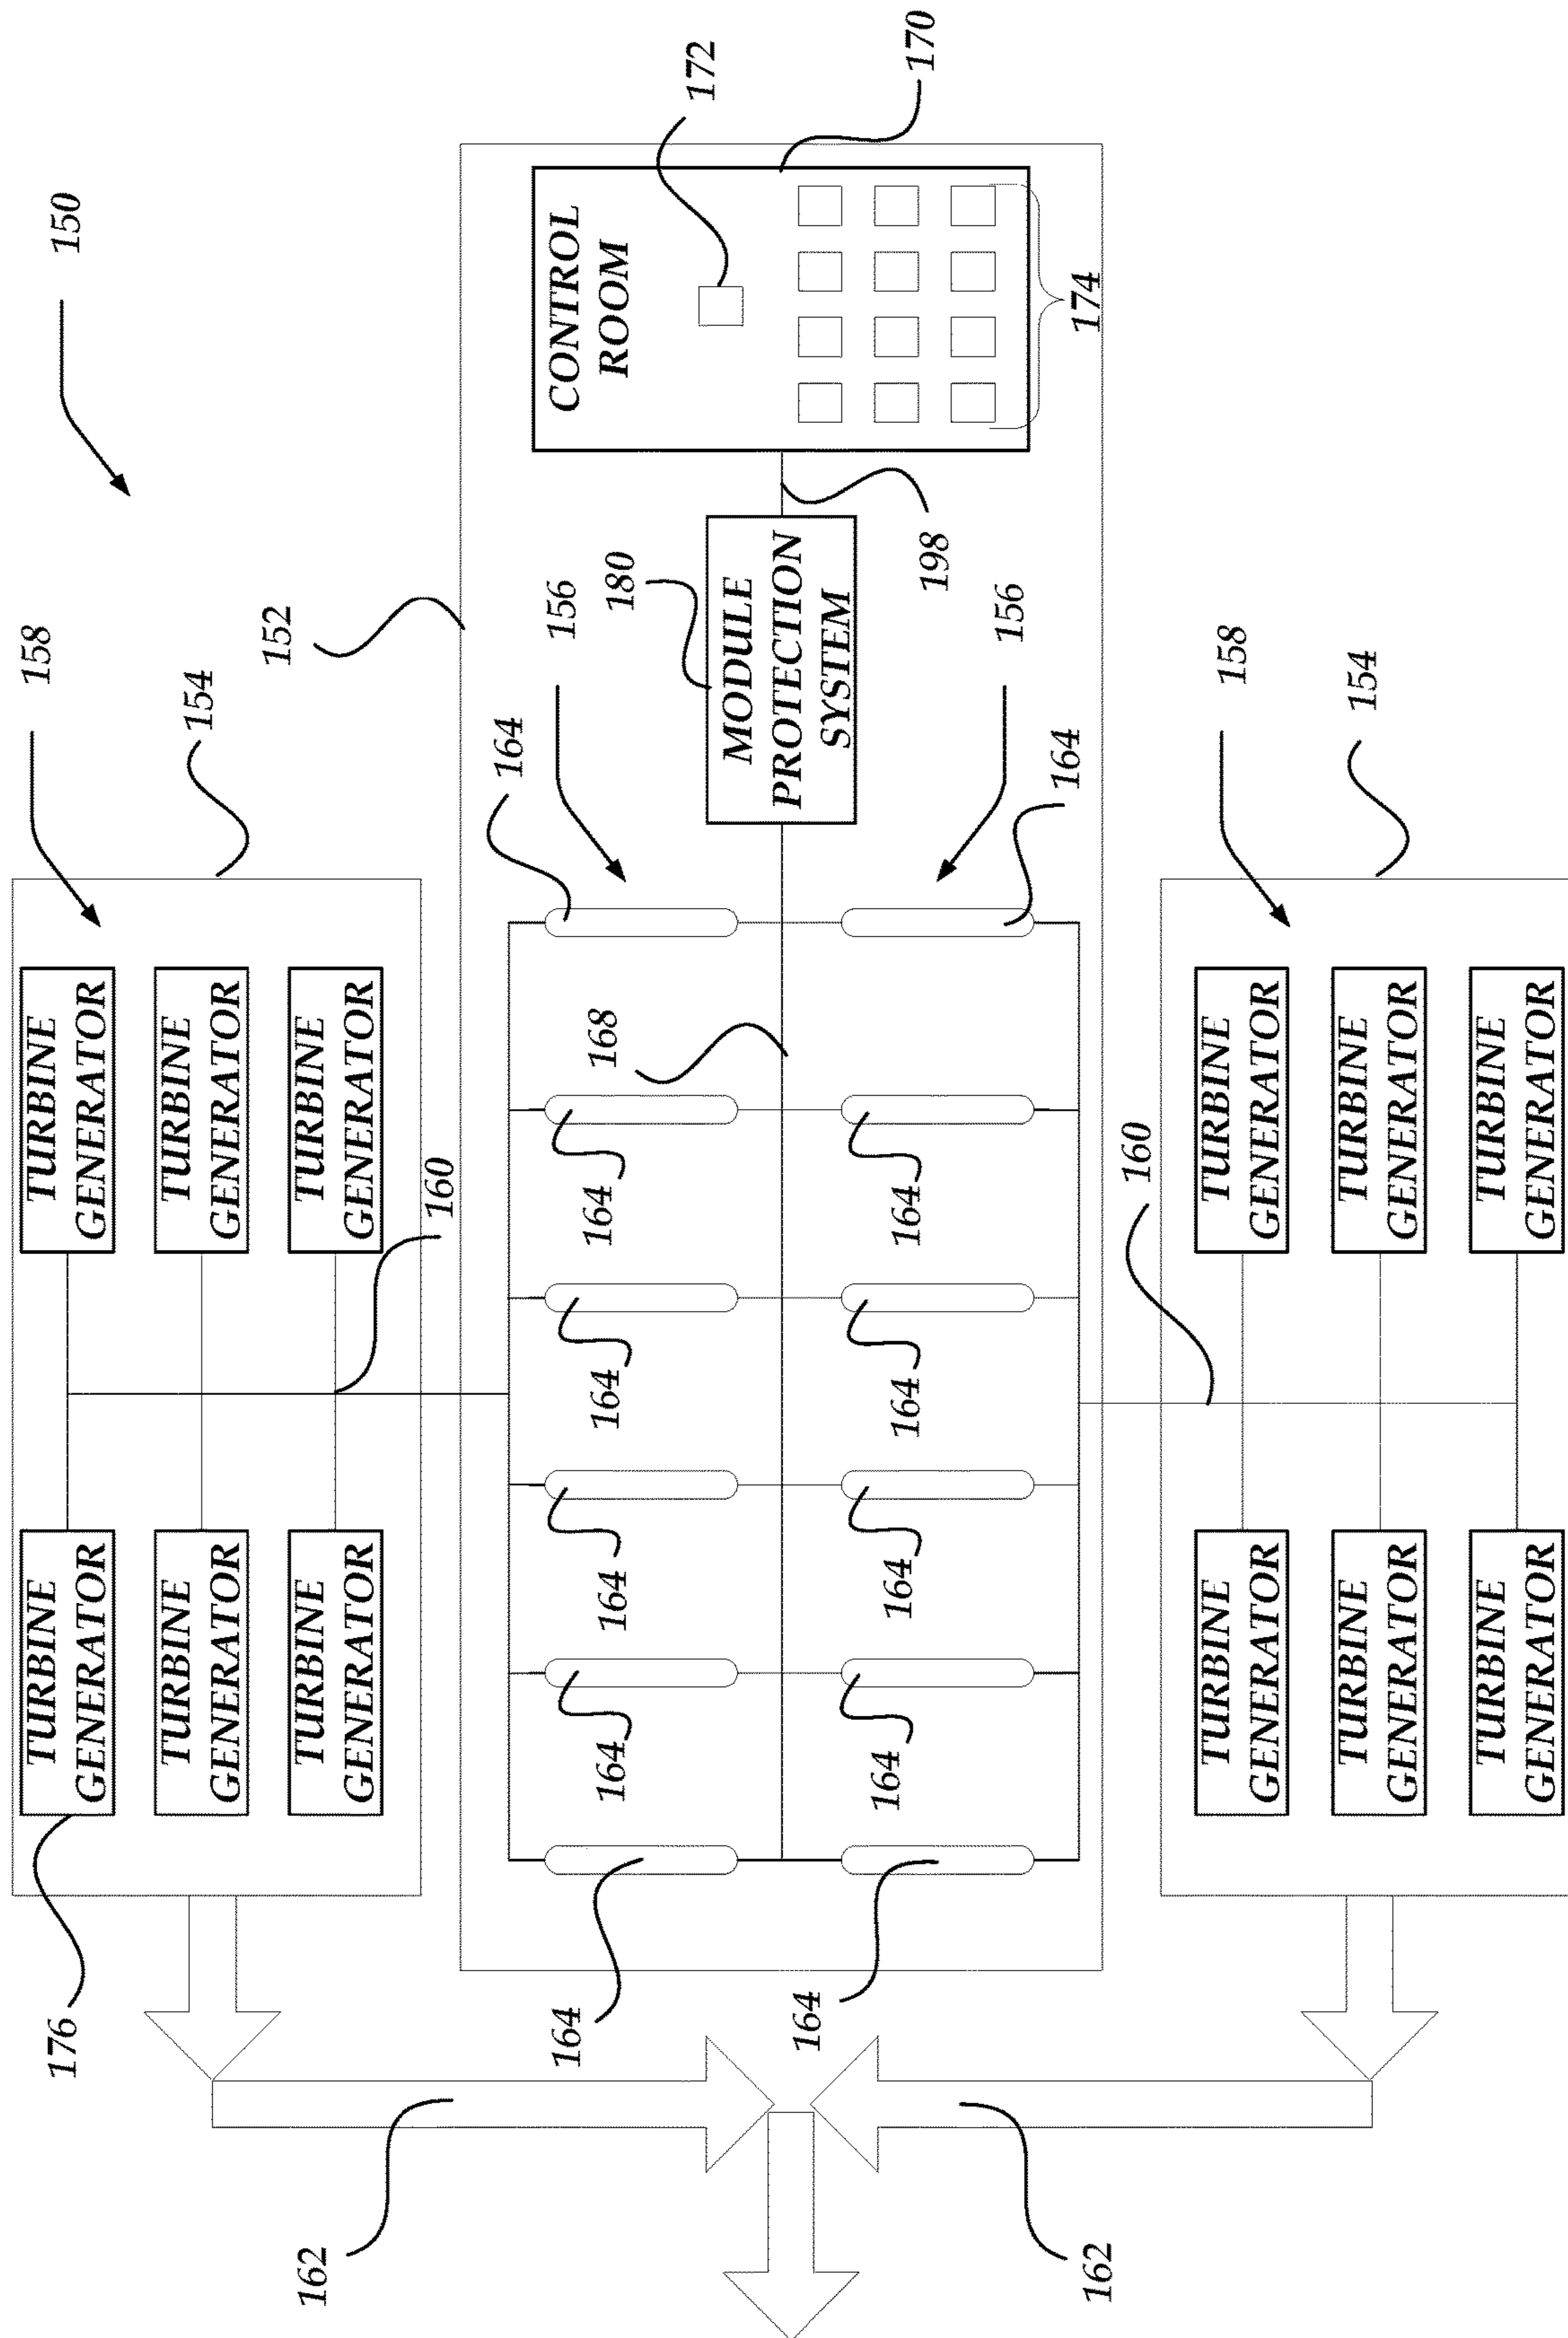 150
176
TURBINE
GENERATOR
TURBINE
GENERATOR
158
TURBINE
GENERATOR
TURBINE
GENERATOR
154
TURBINE
GENERATOR
TURBINE
GENERATOR
152
162
160
164
156
164
164
164
164
164
168
180
CONTROL
ROOM
172
MODULE
PROTECTION
SYSTEM
164
164
164
164
164
198
170
156
164
174
162
160
TURBINE
GENERATOR
TURBINE
GENERATOR
158
TURBINE
GENERATOR
TURBINE
GENERATOR
154
TURBINE
GENERATOR
TURBINE
GENERATOR